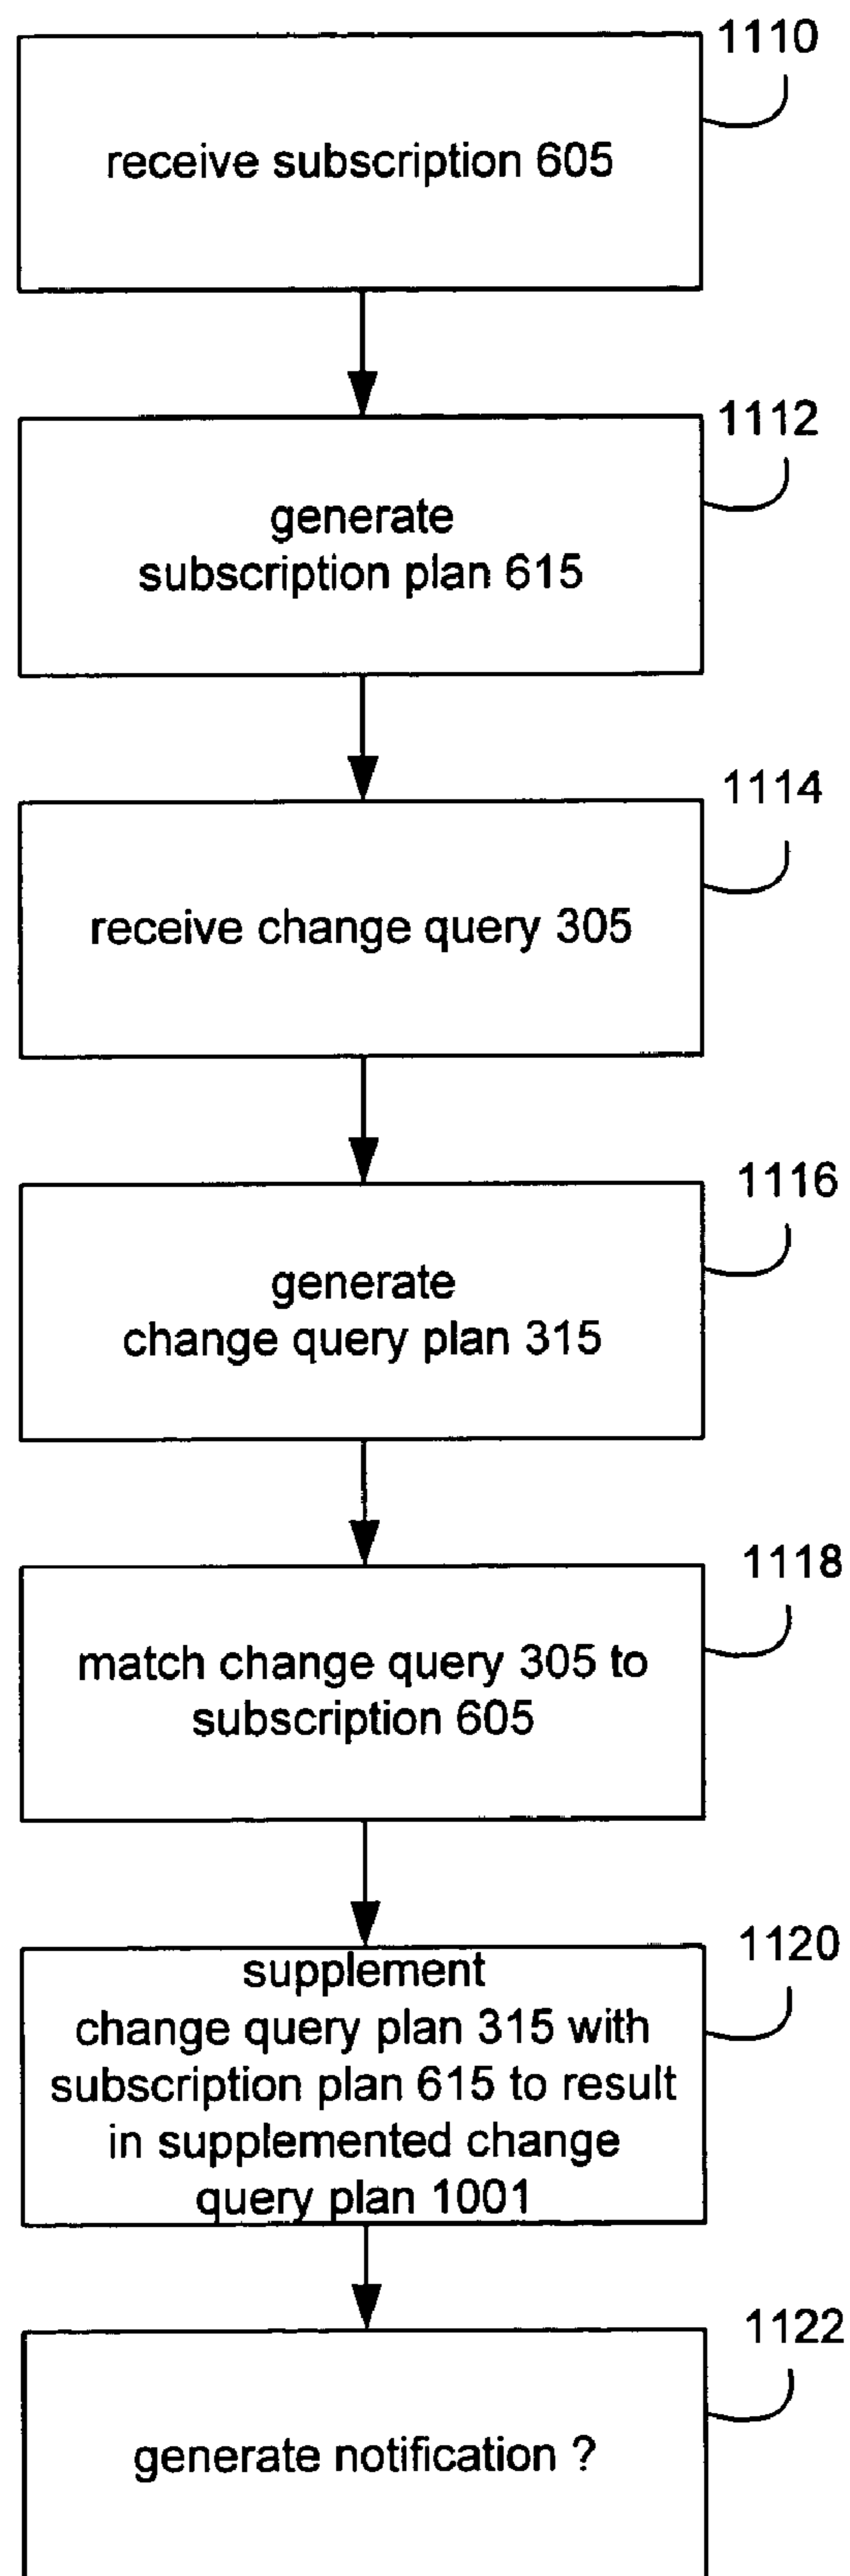 1110
receive subscription 605
1112
generate
subscription plan 615
1114
receive change query 305
1116
generate
change query plan 315
1118
match change query 305 to
subscription 605
1120
supplement
change query plan 315 with
subscription plan 615 to result
in supplemented change
query plan 1001
1122
generate notification ?